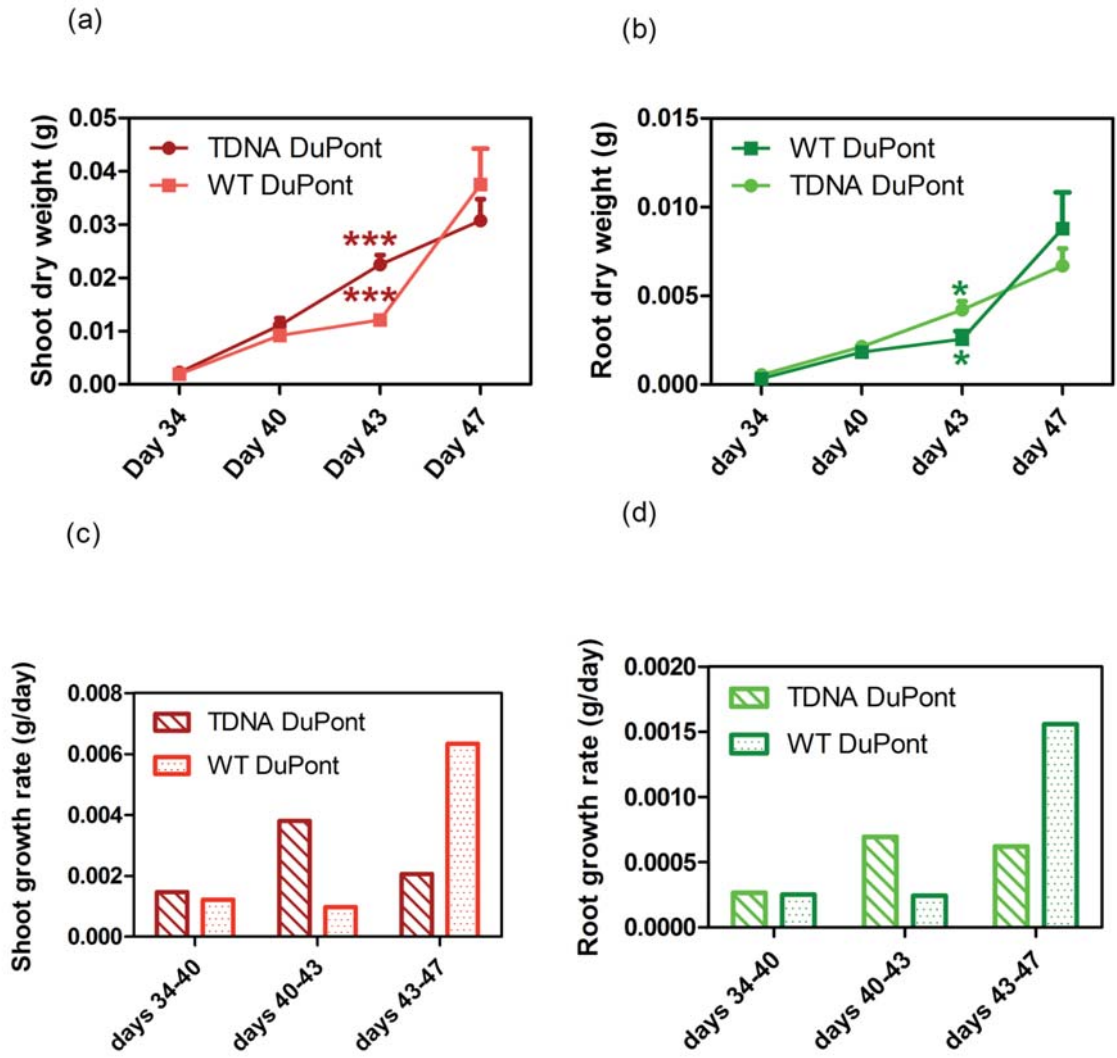 (a)
Shoot dry weight (g)
0.05
0.04
0.03
0.02
0.01
0.00
TDNA DuPont
WT DuPont
***
***
Day 34
Day 40
Day 43
Day 47
(b)
Root dry weight (g)
0.015
0.010
0.005
0.000
WT DuPont
TDNA DuPont
*
*
day 34
day 40
day 43
day 47
(c)
Shoot growth rate (g/day)
0.008
0.006
0.004
0.002
0.000
TDNA DuPont
WT DuPont
days 34-40
days 40-43
days 43-47
(d)
Root growth rate (g/day)
0.0020
0.0015
0.0010
0.0005
0.0000
TDNA DuPont
WT DuPont
days 34-40
days 40-43
days 43-47